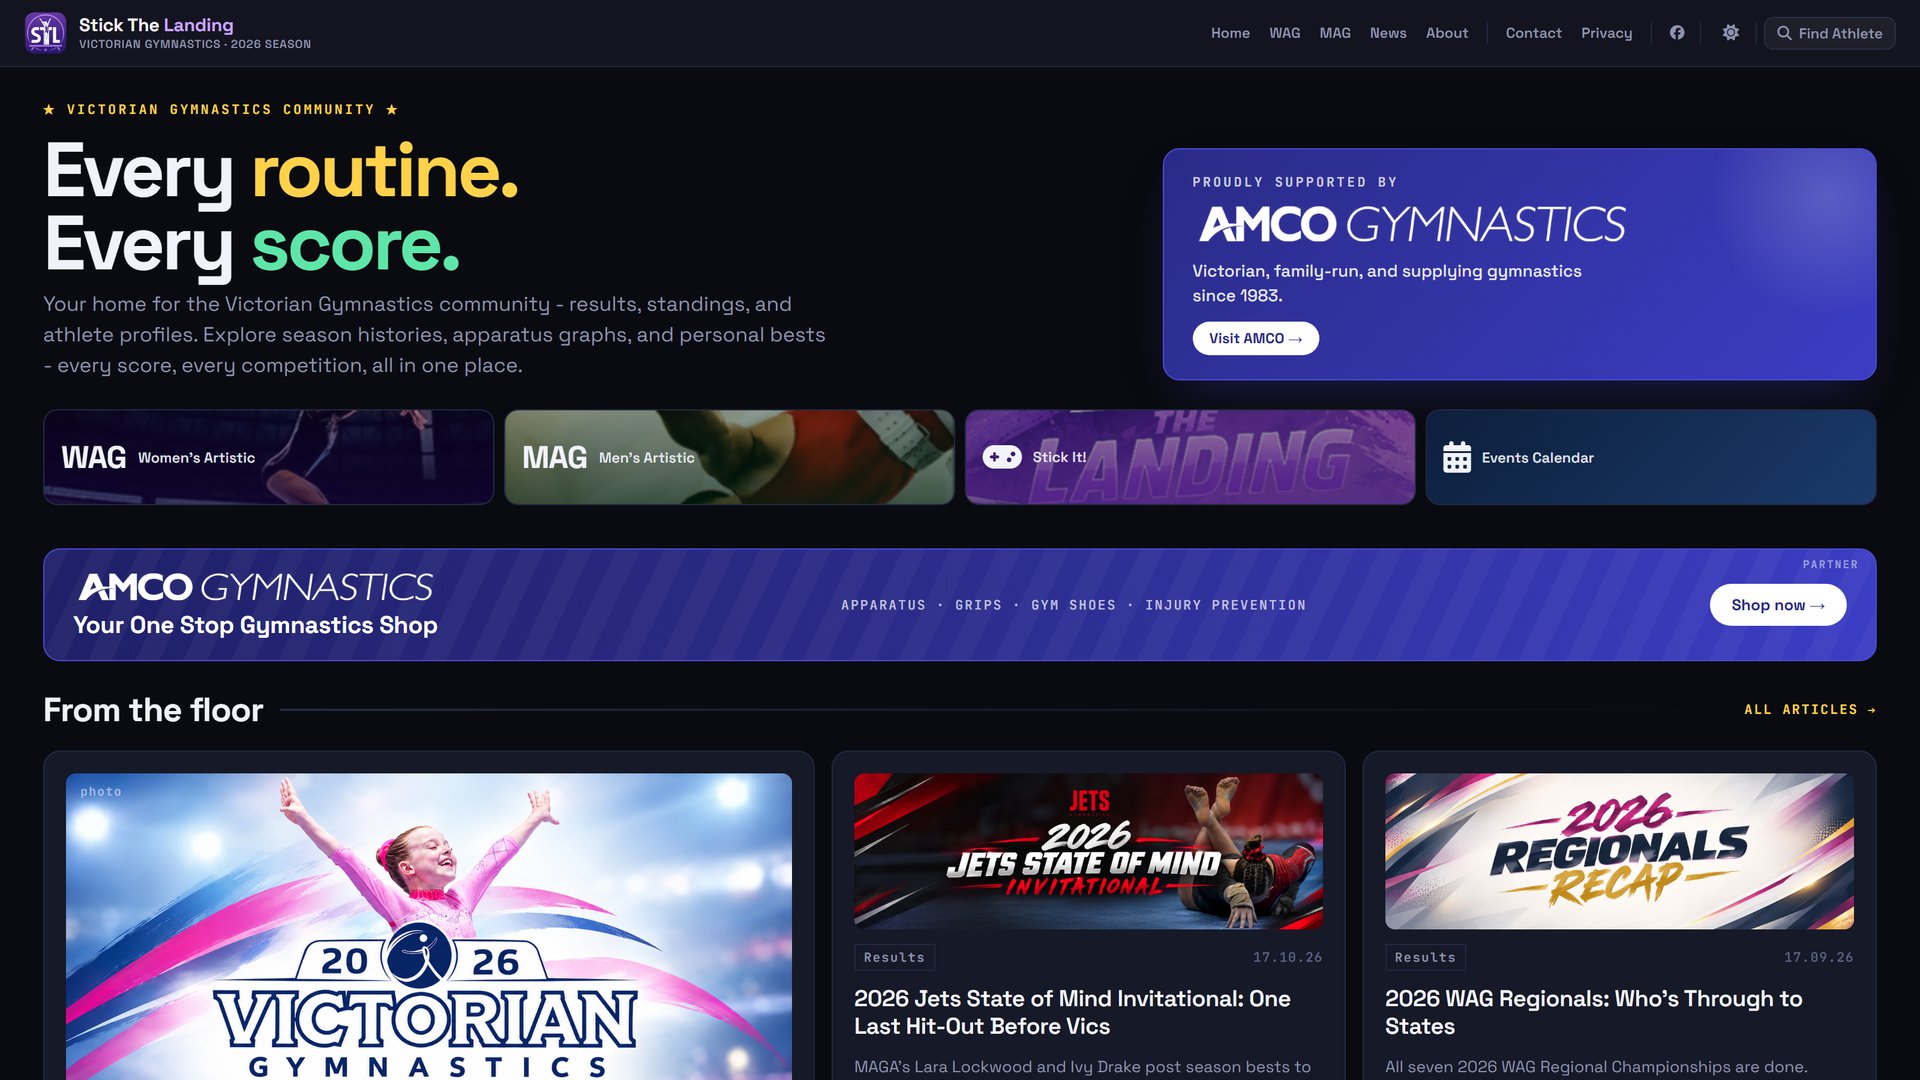 STL
Stick The Landing
VICTORIAN GYMNASTICS · 2026 SEASON
Home WAG MAG News About Contact Privacy Find Athlete
★ VICTORIAN GYMNASTICS COMMUNITY ★
Every routine.
Every score.
Your home for the Victorian Gymnastics community - results, standings, and
athlete profiles. Explore season histories, apparatus graphs, and personal bests
- every score, every competition, all in one place.
PROUDLY SUPPORTED BY
AMCO GYMNASTICS
Victorian, family-run, and supplying gymnastics
since 1983.
Visit AMCO →
WAG Women's Artistic
MAG Men's Artistic
THE
LANDING
Stick It!
Events Calendar
AMCO GYMNASTICS
Your One Stop Gymnastics Shop
APPARATUS · GRIPS · GYM SHOES · INJURY PREVENTION
PARTNER
Shop now →
From the floor
ALL ARTICLES →
photo
2026
VICTORIAN
GYMNASTICS
JETS
2026
JETS STATE OF MIND
INVITATIONAL
Results 17.10.26
2026 Jets State of Mind Invitational: One
Last Hit-Out Before Vics
MAGA's Lara Lockwood and Ivy Drake post season bests to
2026
REGIONALS
RECAP
Results 17.09.26
2026 WAG Regionals: Who's Through to
States
All seven 2026 WAG Regional Championships are done.